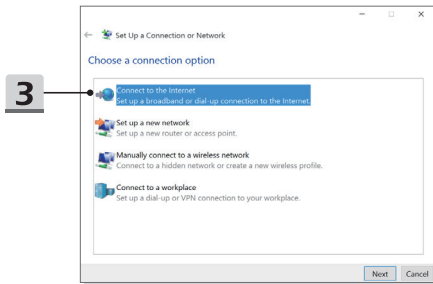 Set Up a Connection or Network
Choose a connection option
3
Connect to the Internet
Set up a broadband or dial-up connection to the Internet.
Set up a new network
Set up a new router or access point.
Manually connect to a wireless network
Connect to a hidden network or create a new wireless profile.
Connect to a workplace
Set up a dial-up or VPN connection to your workplace.
Next Cancel